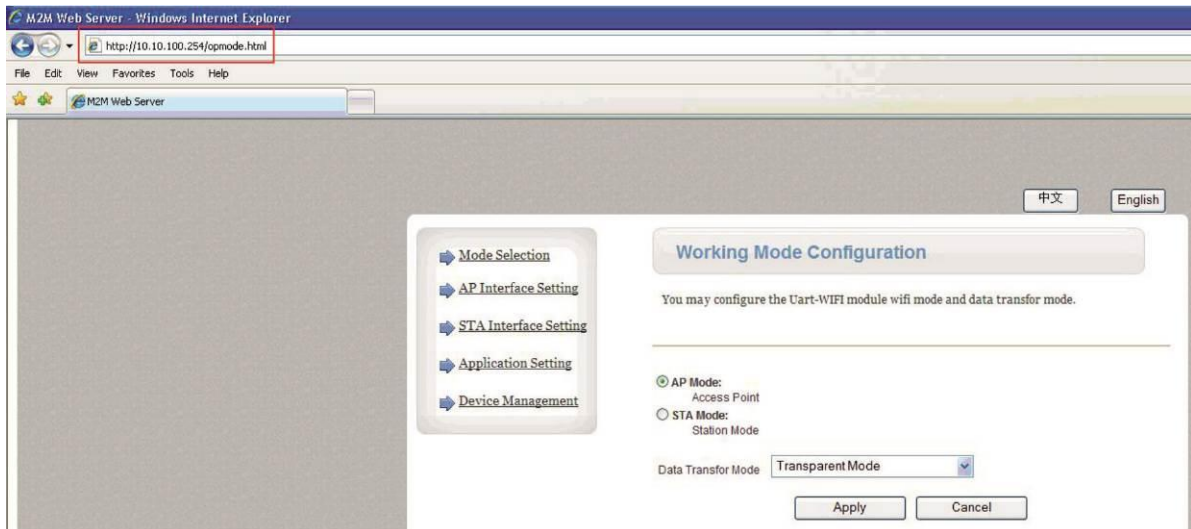 M2M Web Server - Windows Internet Explorer
http://10.10.100.254/opmode.html
File Edit View Favorites Tools Help
M2M Web Server
中文 English
Mode Selection
AP Interface Setting
STA Interface Setting
Application Setting
Device Management
Working Mode Configuration
You may configure the Uart-WIFI module wifi mode and data transfor mode.
AP Mode:
Access Point
STA Mode:
Station Mode
Data Transfor Mode Transparent Mode
Apply Cancel